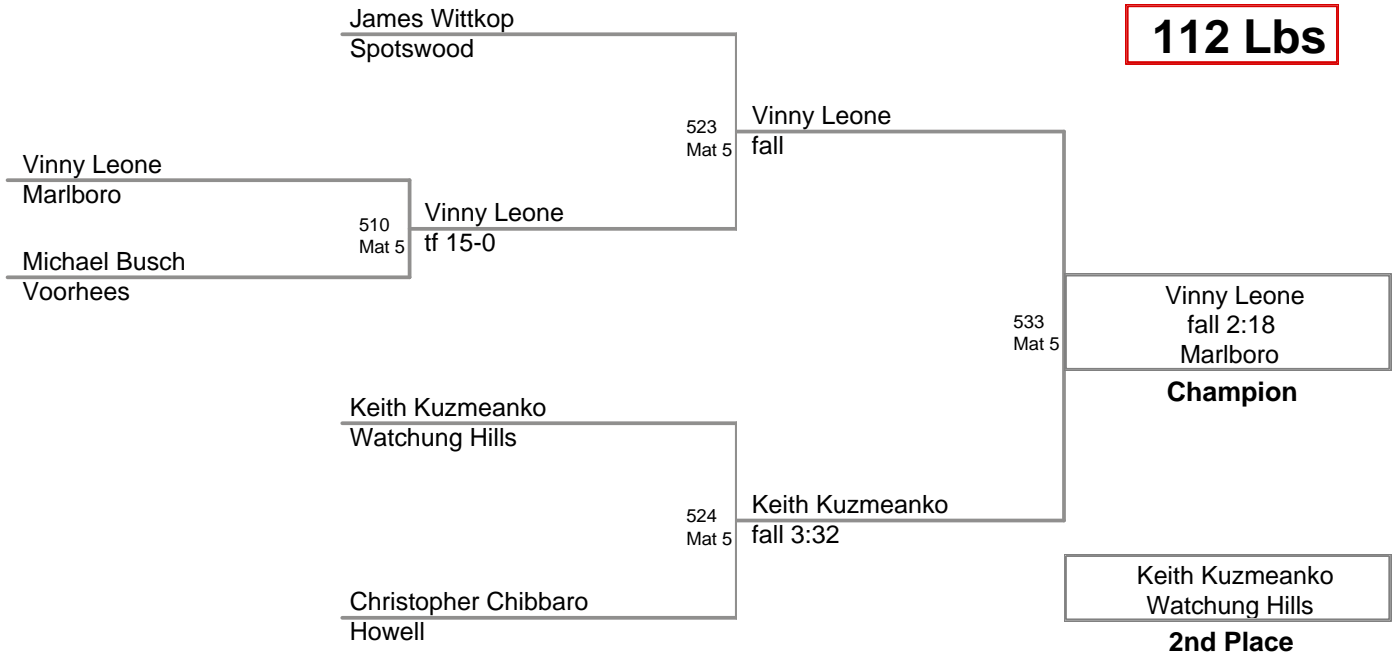 112 Lbs
James Wittkop
Spotswood
Vinny Leone
Marlboro
Michael Busch
Voorhees
510
Mat 5
Vinny Leone
tf 15-0
523
Mat 5
Vinny Leone
fall
Keith Kuzmeanko
Watchung Hills
Christopher Chibbaro
Howell
524
Mat 5
Keith Kuzmeanko
fall 3:32
533
Mat 5
Vinny Leone
fall 2:18
Marlboro
Champion
Keith Kuzmeanko
Watchung Hills
2nd Place